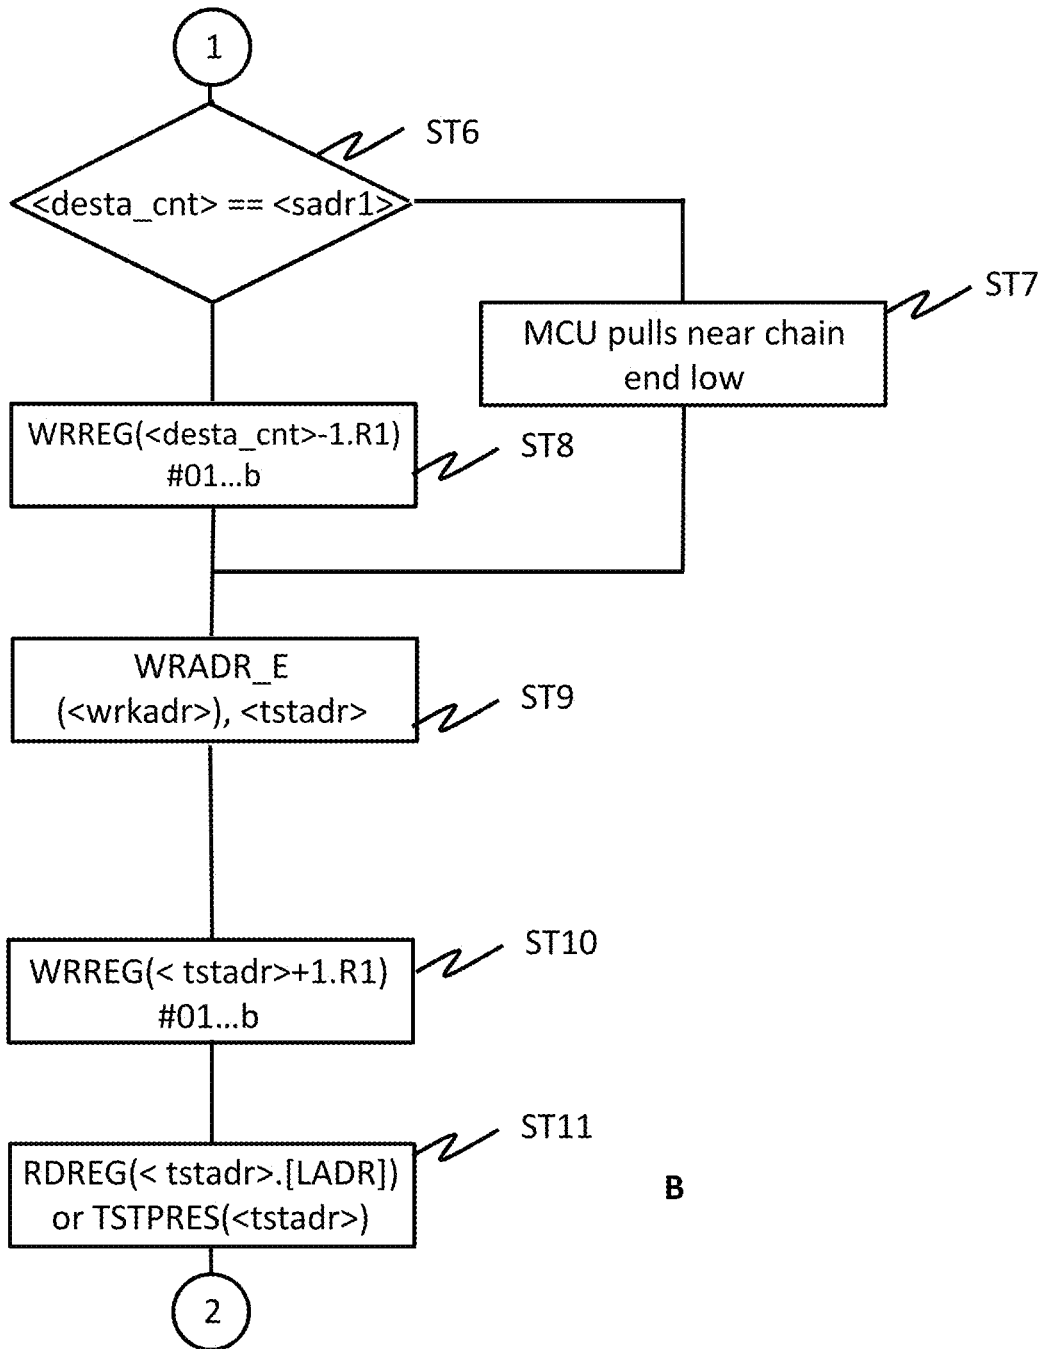 1
ST6
<desta_cnt> == <sadr1>
ST7
MCU pulls near chain
end low
WRREG(<desta_cnt>-1.R1)
#01...b
ST8
WRADR_E
(<wrkadr>), <tstadr>
ST9
ST10
WRREG(< tstadr>+1.R1)
#01...b
ST11
RDREG(< tstadr>.[LADR])
or TSTPRES(<tstadr>)
B
2